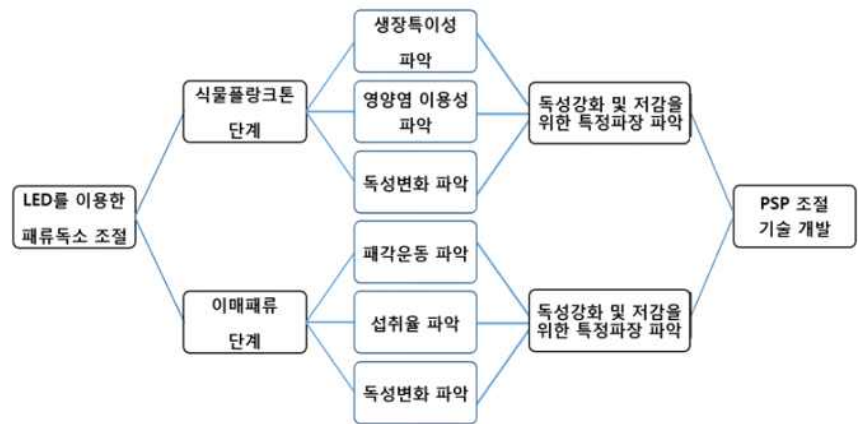 LED를 이용한
패류독소 조절
식물플랑크톤
단계
이매패류
단계
생장특이성
파악
영양염 이용성
파악
독성변화 파악
패각운동 파악
섭취율 파악
독성변화 파악
독성강화 및 저감을
위한 특정파장 파악
독성강화 및 저감을
위한 특정파장 파악
PSP 조절
기술 개발